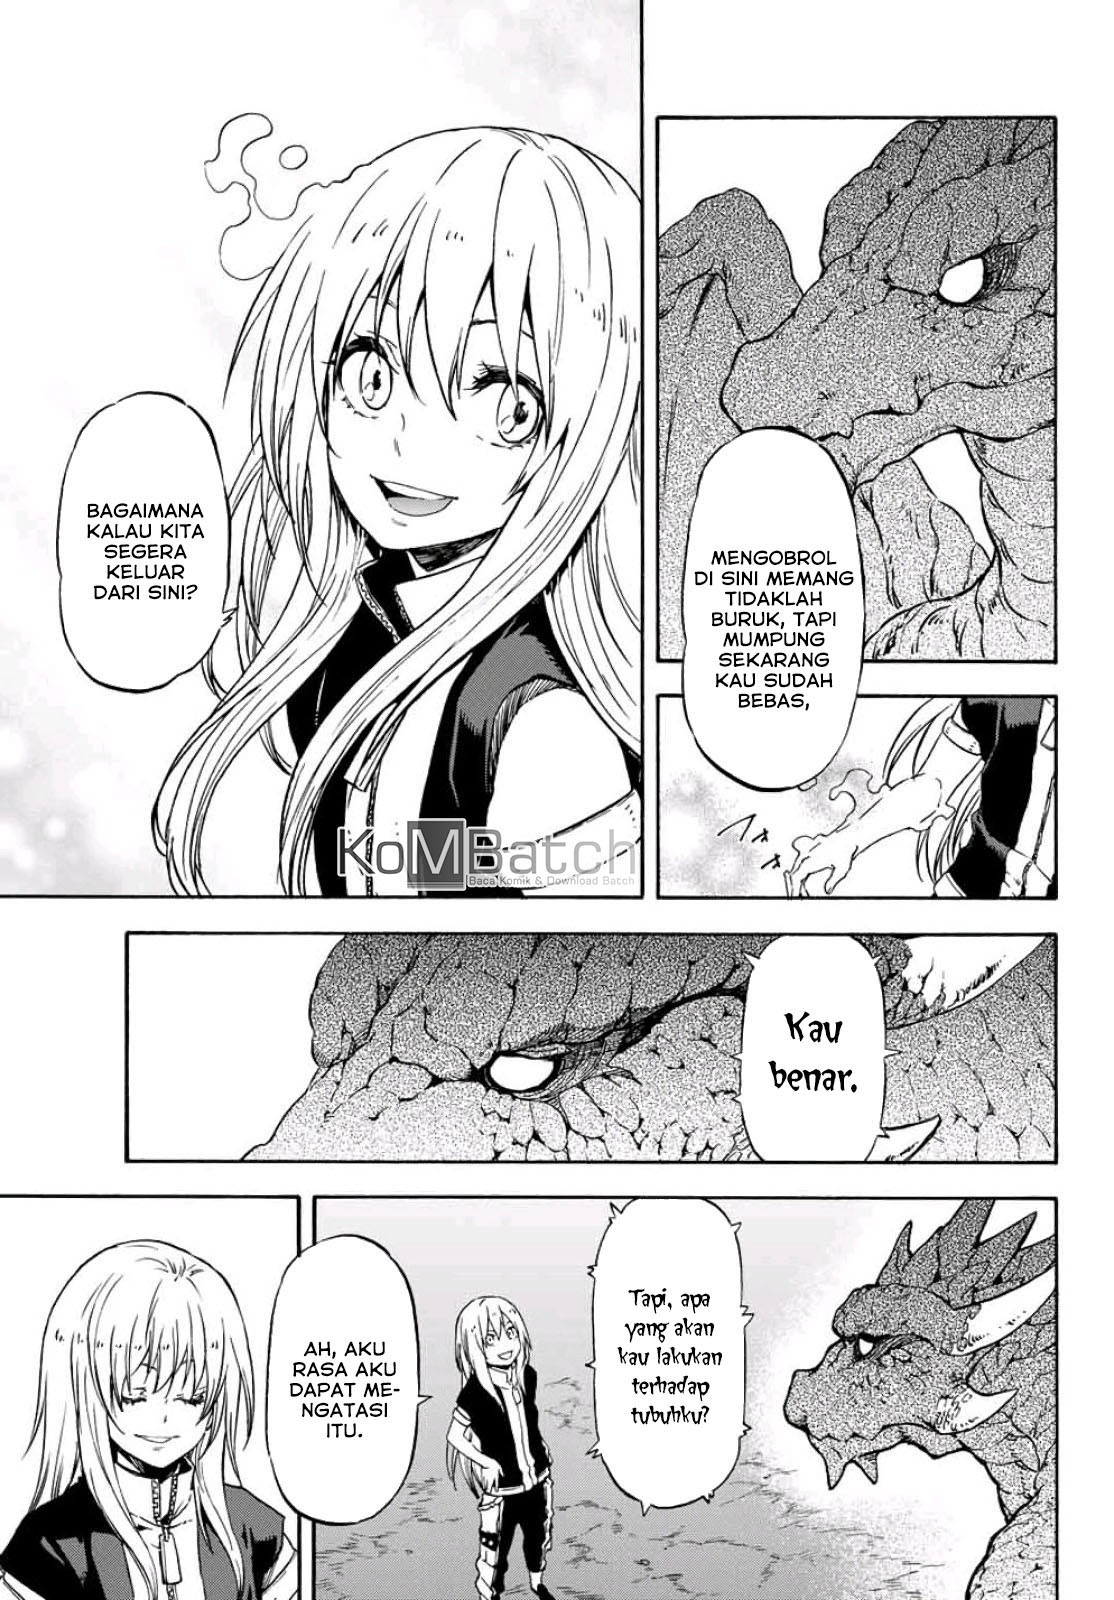 MENGOBROL
DI SINI MEMANG
TIDAKLAH
BURUK, TAPI
MUMPUNG
SEKARANG
KAU SUDAH
BEBAS,
BAGAIMANA
KALAU KITA
SEGERA
KELUAR
DARI SINI?
KoMBatch
Baca Komik & Download Batch
Kau
benar.
Tapi, apa
yang akan
kau lakukan
terhadap
tubuhku?
AH, AKU
RASA AKU
DAPAT ME-
NGATASI
ITU.